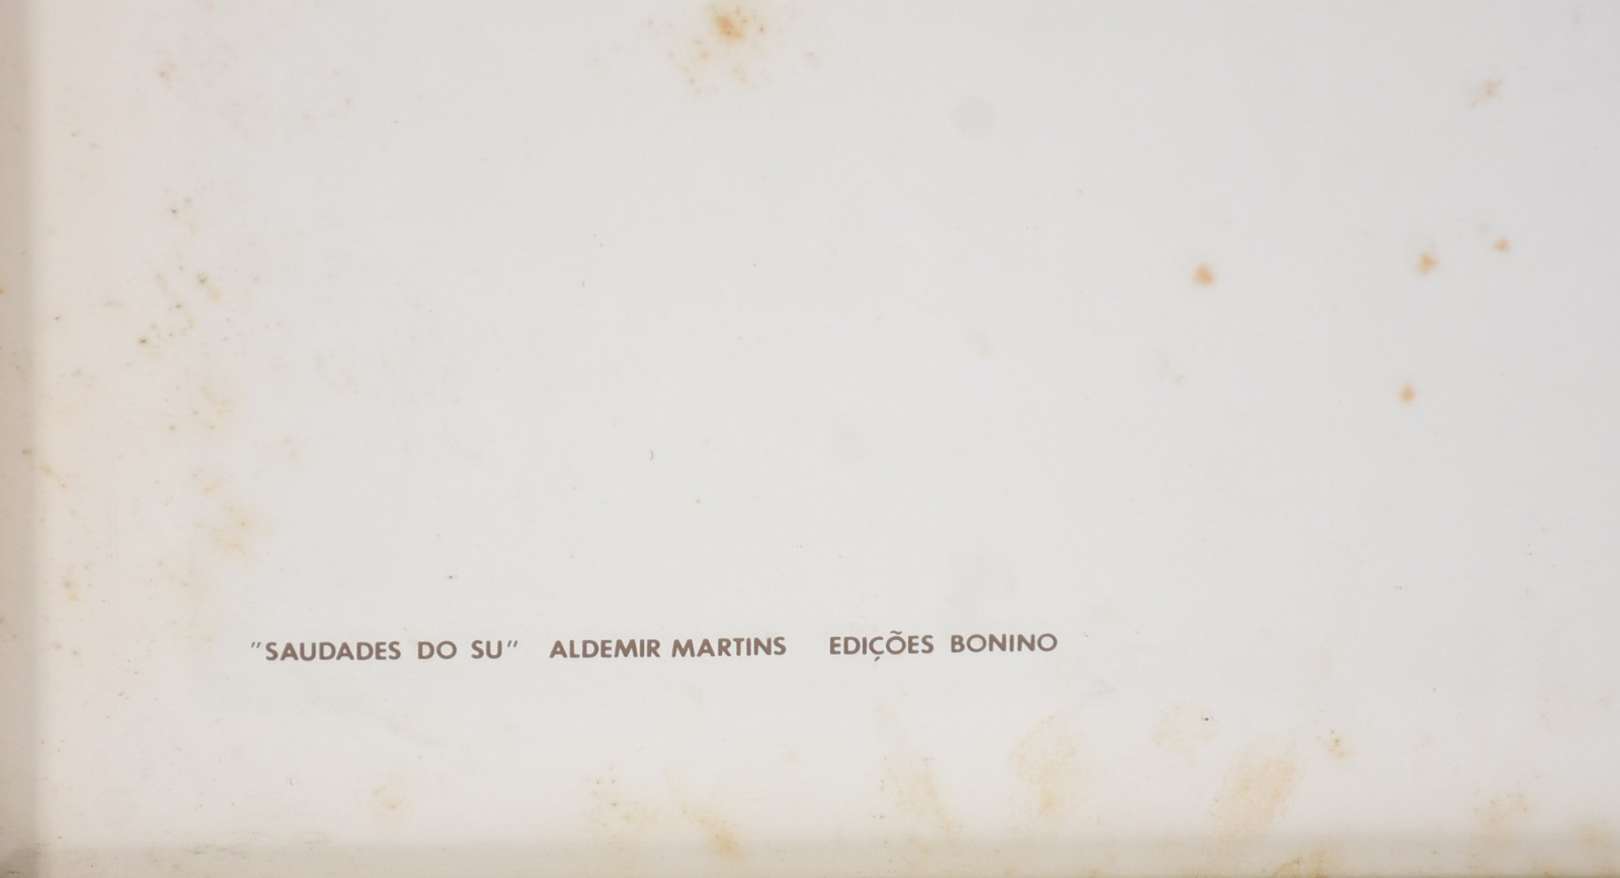 "SAUDADES DO SU" ALDEMIR MARTINS EDIÇÕES BONINO